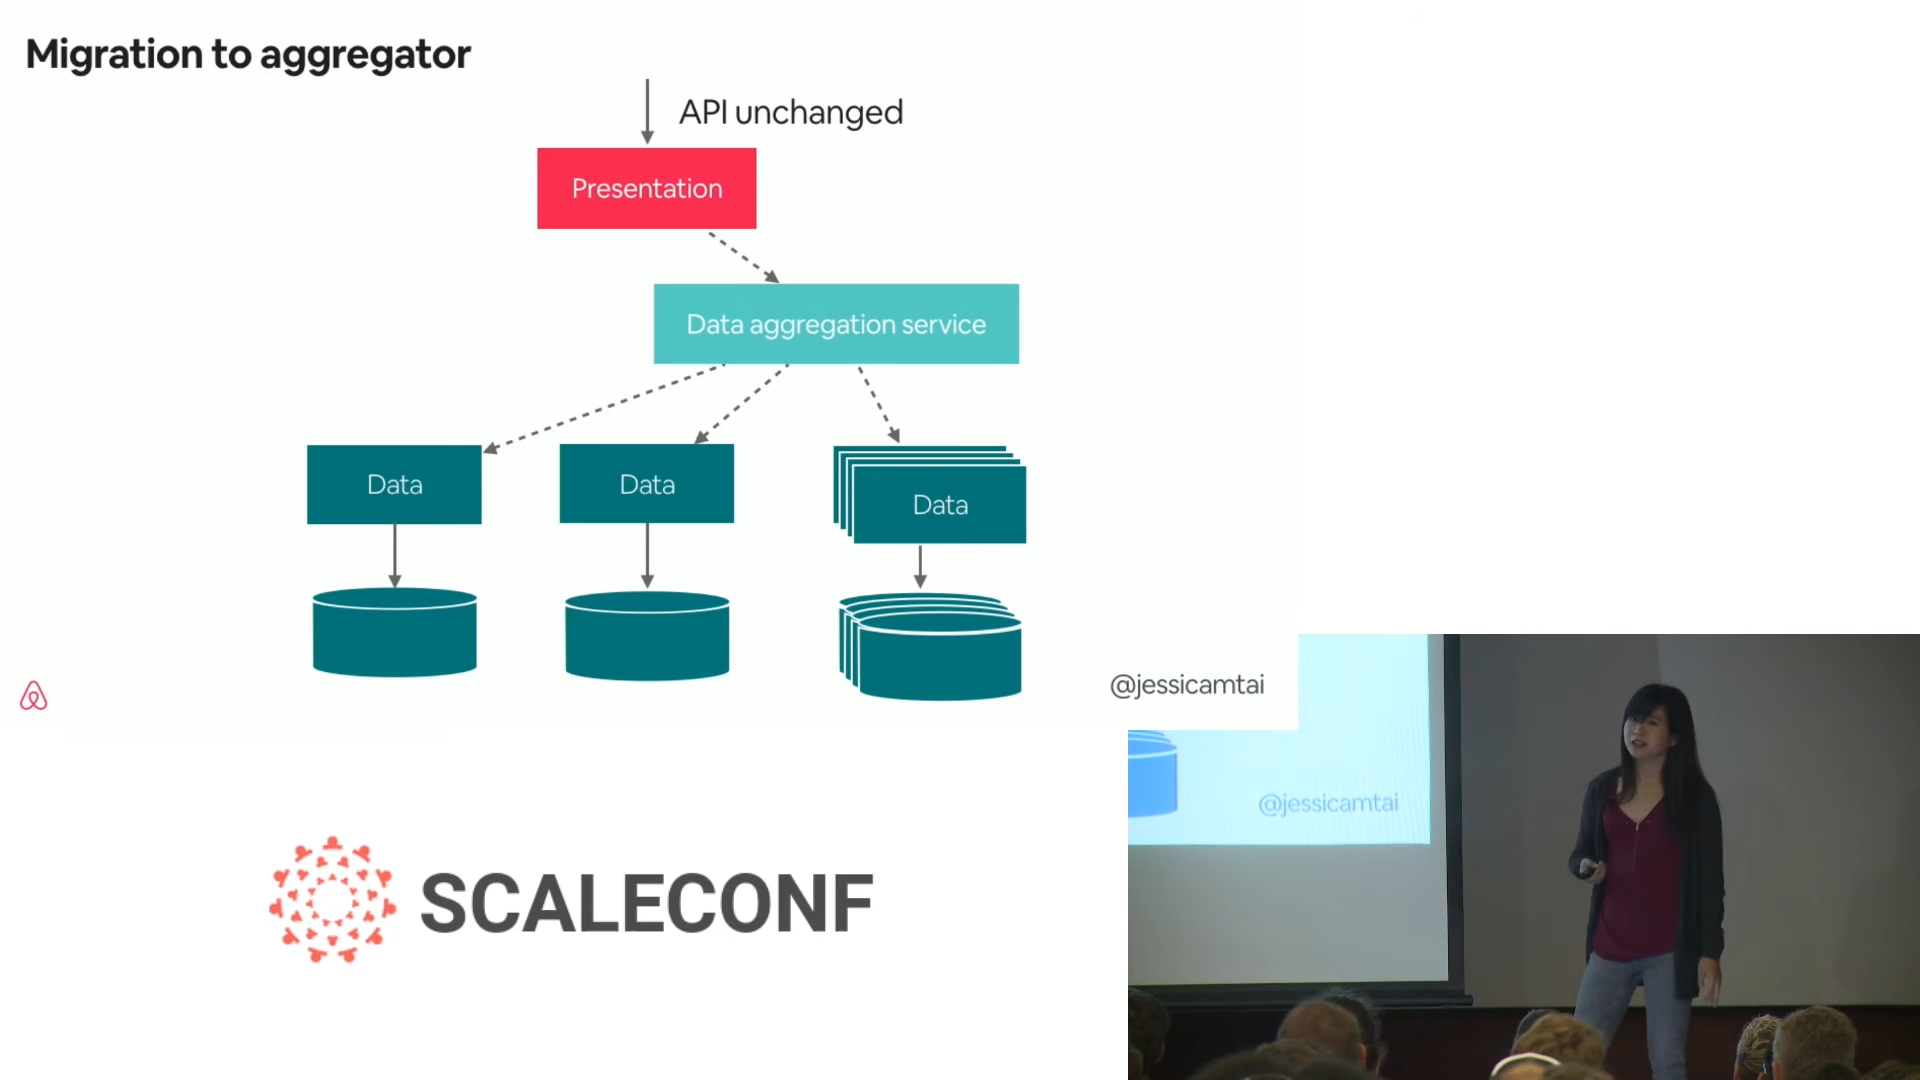 Migration to aggregator
API unchanged
Presentation
Data aggregation service
Data
Data
Data
@jessicamtai
@jessicamtai
SCALECONF